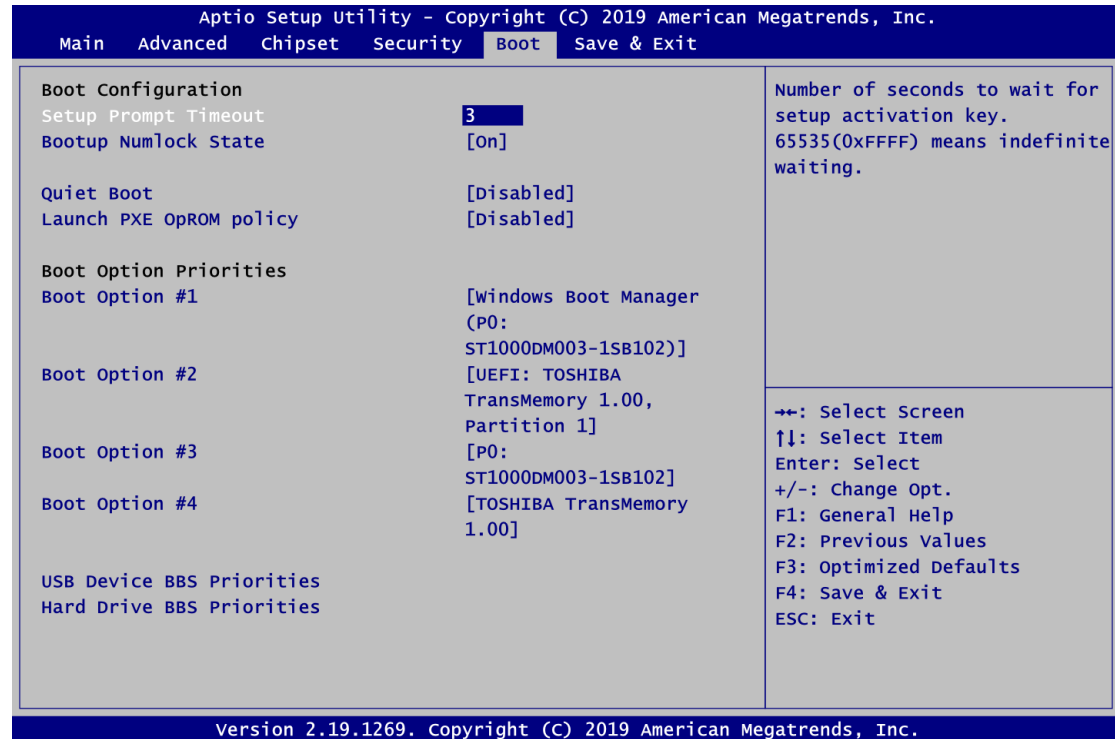 Aptio Setup Utility - Copyright (C) 2019 American Megatrends, Inc.
Main Advanced Chipset Security Boot Save & Exit
Boot Configuration
Setup Prompt Timeout 3
Bootup Numlock State [On]
Quiet Boot [Disabled]
Launch PXE OpROM policy [Disabled]
Boot Option Priorities
Boot Option #1 [Windows Boot Manager
(P0:
ST1000DM003-1SB102)]
Boot Option #2 [UEFI: TOSHIBA
TransMemory 1.00,
Partition 1]
Boot Option #3 [P0:
ST1000DM003-1SB102]
Boot Option #4 [TOSHIBA TransMemory
1.00]
USB Device BBS Priorities
Hard Drive BBS Priorities
Number of seconds to wait for
setup activation key.
65535(0xFFFF) means indefinite
waiting.
→←: Select Screen
↑↓: Select Item
Enter: Select
+/-: Change Opt.
F1: General Help
F2: Previous Values
F3: Optimized Defaults
F4: Save & Exit
ESC: Exit
Version 2.19.1269. Copyright (C) 2019 American Megatrends, Inc.